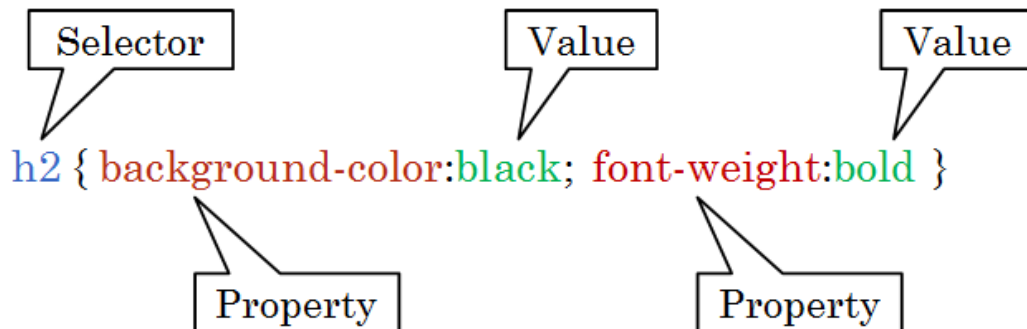 Selector Value Value
h2 { background-color:black; font-weight:bold }
Property Property